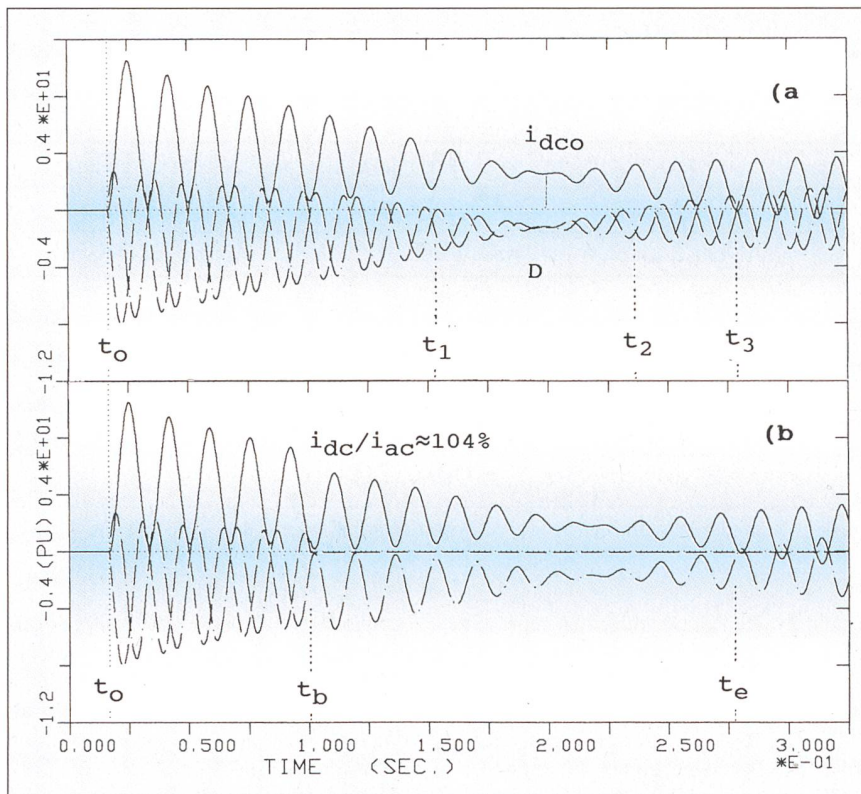 (a
0.4 *E+01
i_dco
-0.4
D
t_o
t_1
t_2
t_3
-1.2
(b
i_dc/i_ac≈104%
0.4 *E+01
-0.4 (PU)
t_o
t_b
t_e
-1.2
0.000 0.500 1.000 1.500 2.000 2.500 3.000
TIME (SEC.) *E-01